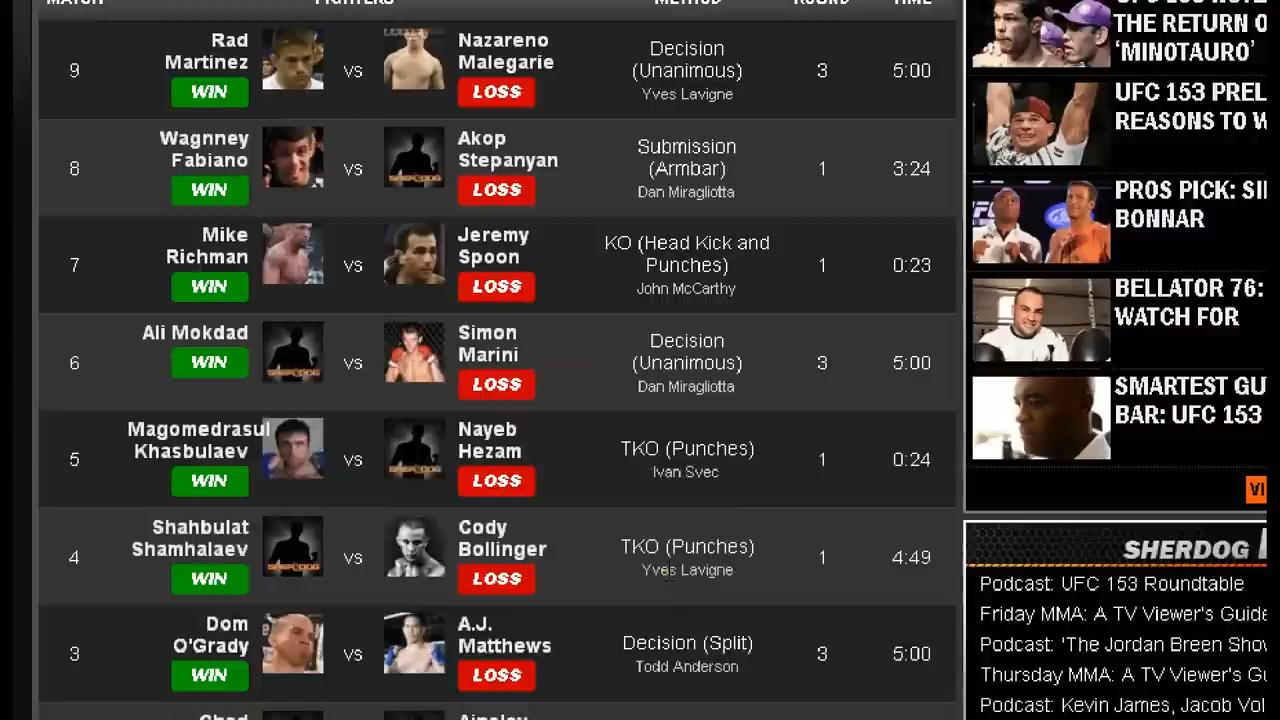 MATCH FIGHTERS METHOD ROUND TIME
9
Rad
Martinez
WIN
vs
Nazareno
Malegarie
LOSS
Decision
(Unanimous)
Yves Lavigne
3
5:00
8
Wagnney
Fabiano
WIN
vs
Akop
Stepanyan
LOSS
Submission
(Armbar)
Dan Miragliotta
1
3:24
7
Mike
Richman
WIN
vs
Jeremy
Spoon
LOSS
KO (Head Kick and
Punches)
John McCarthy
1
0:23
6
Ali Mokdad
WIN
vs
Simon
Marini
LOSS
Decision
(Unanimous)
Dan Miragliotta
3
5:00
5
Magomedrasul
Khasbulaev
WIN
vs
Nayeb
Hezam
LOSS
TKO (Punches)
Ivan Svec
1
0:24
4
Shahbulat
Shamhalaev
WIN
vs
Cody
Bollinger
LOSS
TKO (Punches)
Yves Lavigne
1
4:49
3
Dom
O'Grady
WIN
vs
A.J.
Matthews
LOSS
Decision (Split)
Todd Anderson
3
5:00
THE RETURN O
‘MINOTAURO’
UFC 153 PREL
REASONS TO W
PROS PICK: SI
BONNAR
BELLATOR 76:
WATCH FOR
SMARTEST GU
BAR: UFC 153
VI
SHERDOG
Podcast: UFC 153 Roundtable
Friday MMA: A TV Viewer's Guide
Podcast: 'The Jordan Breen Show
Thursday MMA: A TV Viewer's Gu
Podcast: Kevin James, Jacob Vol